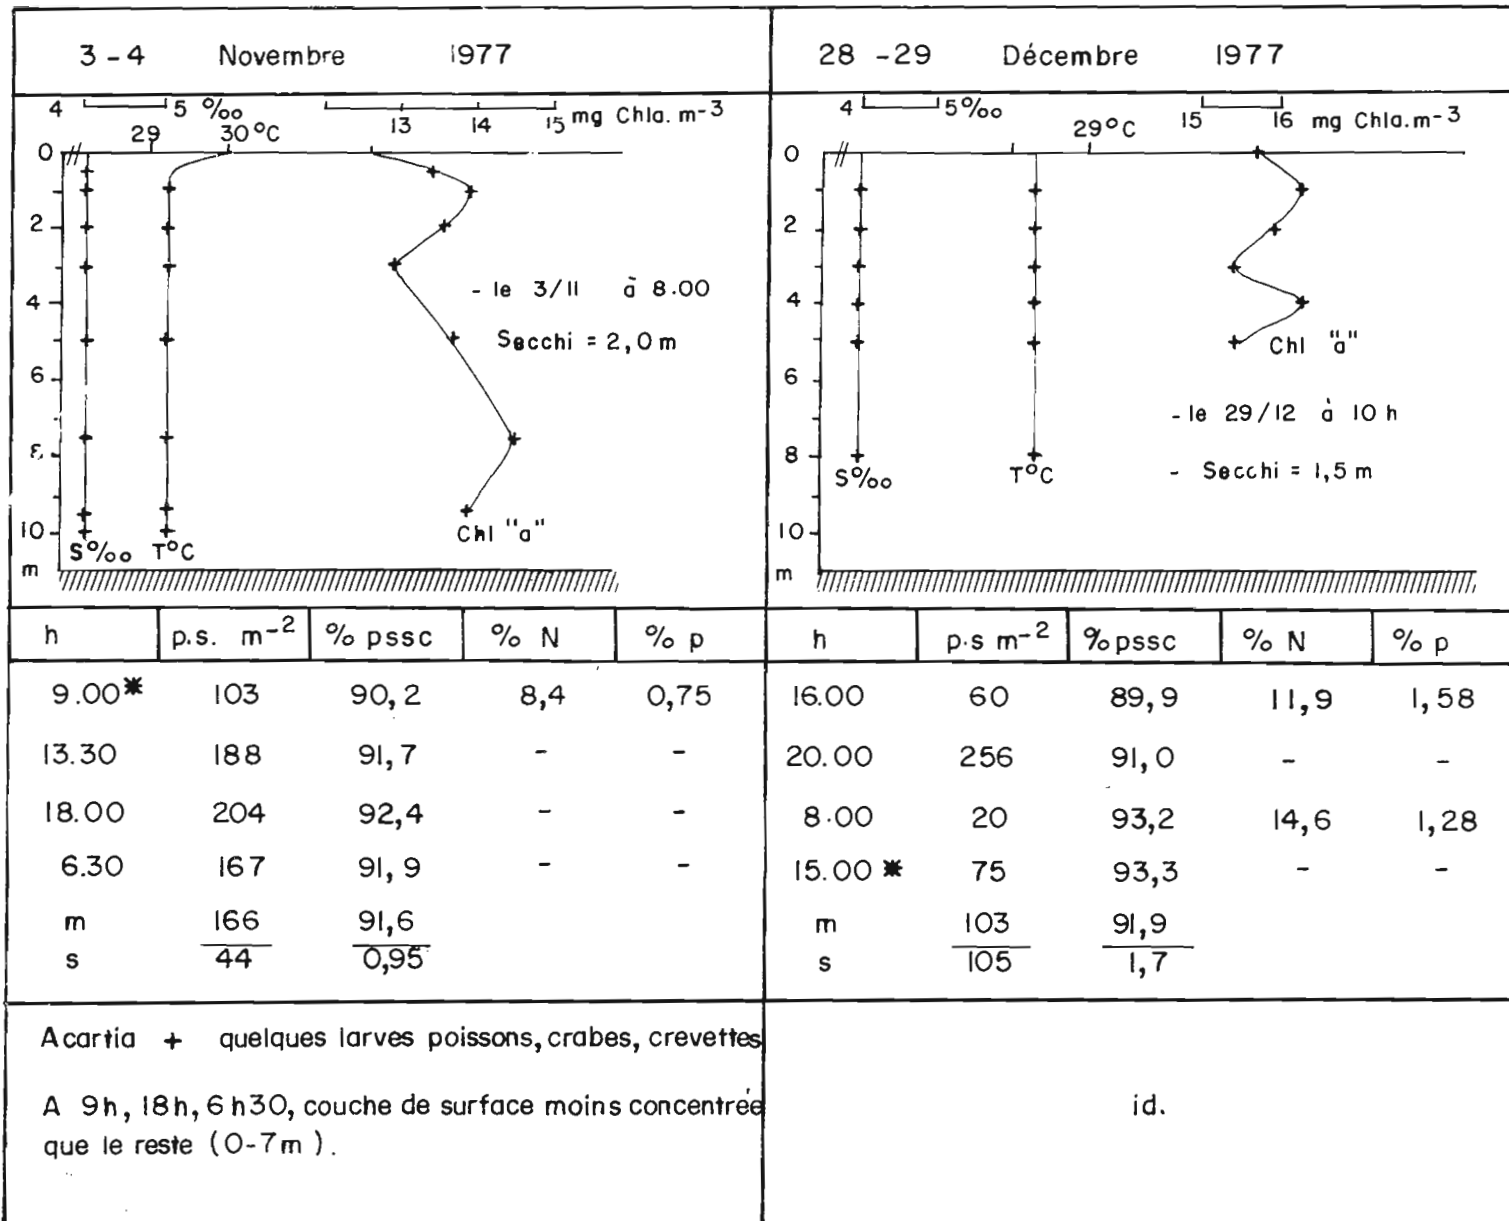 3-4 Novembre 1977
4 5 ‰
29 30°C
13 14 15 mg Chla. m-3
0
2
4
6
8
10
m
- le 3/11 à 8.00
Secchi = 2,0 m
S‰ T°C
Chl "a"
28-29 Décembre 1977
4 5‰
29°C
15 16 mg Chla. m-3
0
2
4
6
8
10
m
Chl "a"
- le 29/12 à 10 h
- Secchi = 1,5 m
S‰ T°C
h p.s. m-2 % pssc % N % p
9.00* 103 90,2 8,4 0,75
13.30 188 91,7 - -
18.00 204 92,4 - -
6.30 167 91,9 - -
m 166 91,6
s 44 0,95
h p.s m-2 % pssc % N % p
16.00 60 89,9 11,9 1,58
20.00 256 91,0 - -
8.00 20 93,2 14,6 1,28
15.00 * 75 93,3 - -
m 103 91,9
s 105 1,7
Acartia + quelques larves poissons, crabes, crevettes
A 9h, 18h, 6h30, couche de surface moins concentrée
que le reste (0-7m).
id.